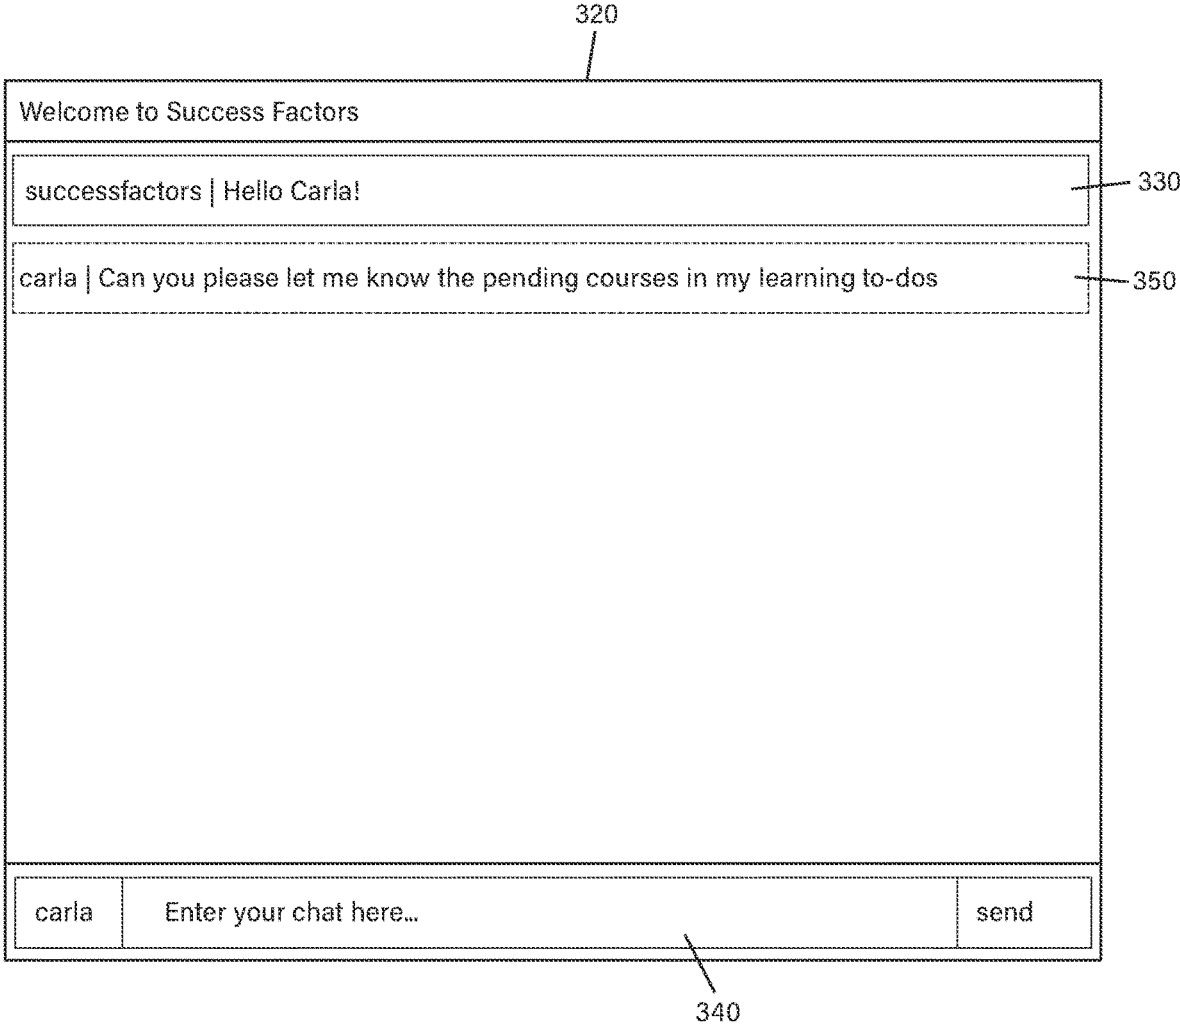 320
Welcome to Success Factors
successfactors | Hello Carla!
330
carla | Can you please let me know the pending courses in my learning to-dos
350
carla
Enter your chat here...
send
340